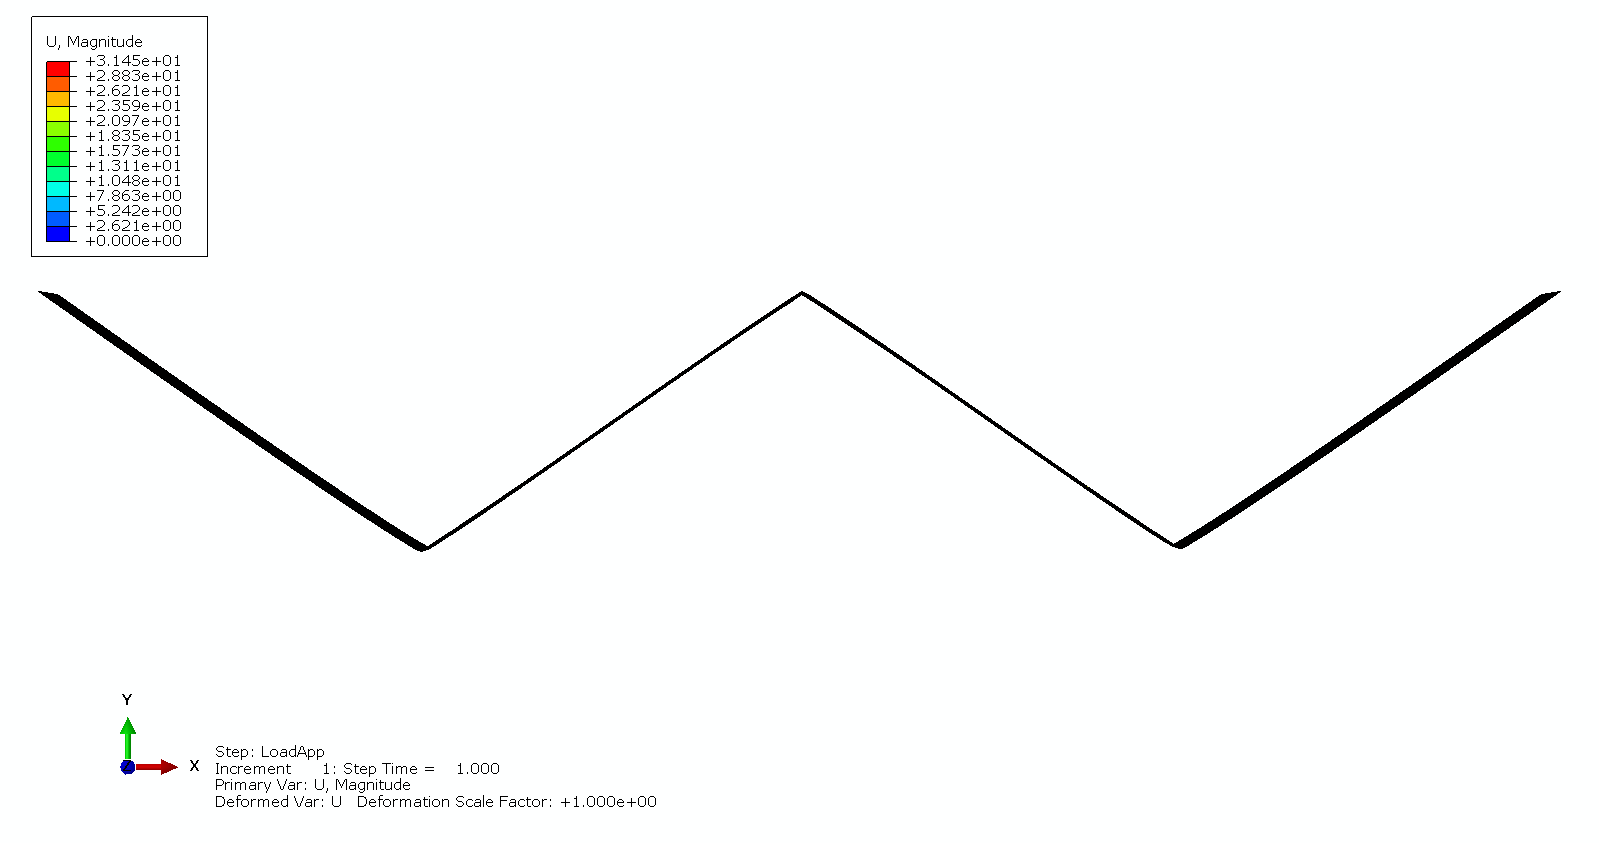 U, Magnitude
+3.145e+01
+2.883e+01
+2.621e+01
+2.359e+01
+2.097e+01
+1.835e+01
+1.573e+01
+1.311e+01
+1.048e+01
+7.863e+00
+5.242e+00
+2.621e+00
+0.000e+00
Y
X
Step: LoadApp
Increment 1: Step Time = 1.000
Primary Var: U, Magnitude
Deformed Var: U Deformation Scale Factor: +1.000e+00